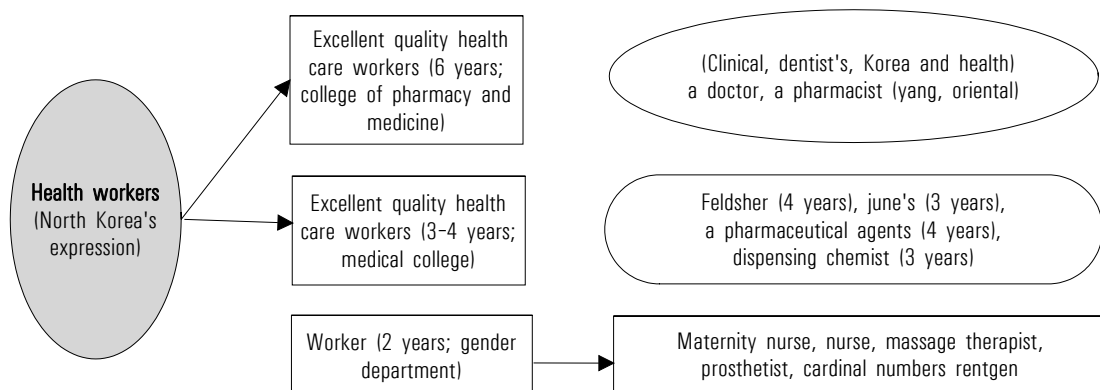 Health workers
(North Korea's
expression)
Excellent quality health
care workers (6 years;
college of pharmacy and
medicine)
(Clinical, dentist's, Korea and health)
a doctor, a pharmacist (yang, oriental)
Excellent quality health
care workers (3-4 years;
medical college)
Feldsher (4 years), june's (3 years),
a pharmaceutical agents (4 years),
dispensing chemist (3 years)
Worker (2 years; gender
department)
Maternity nurse, nurse, massage therapist,
prosthetist, cardinal numbers rentgen